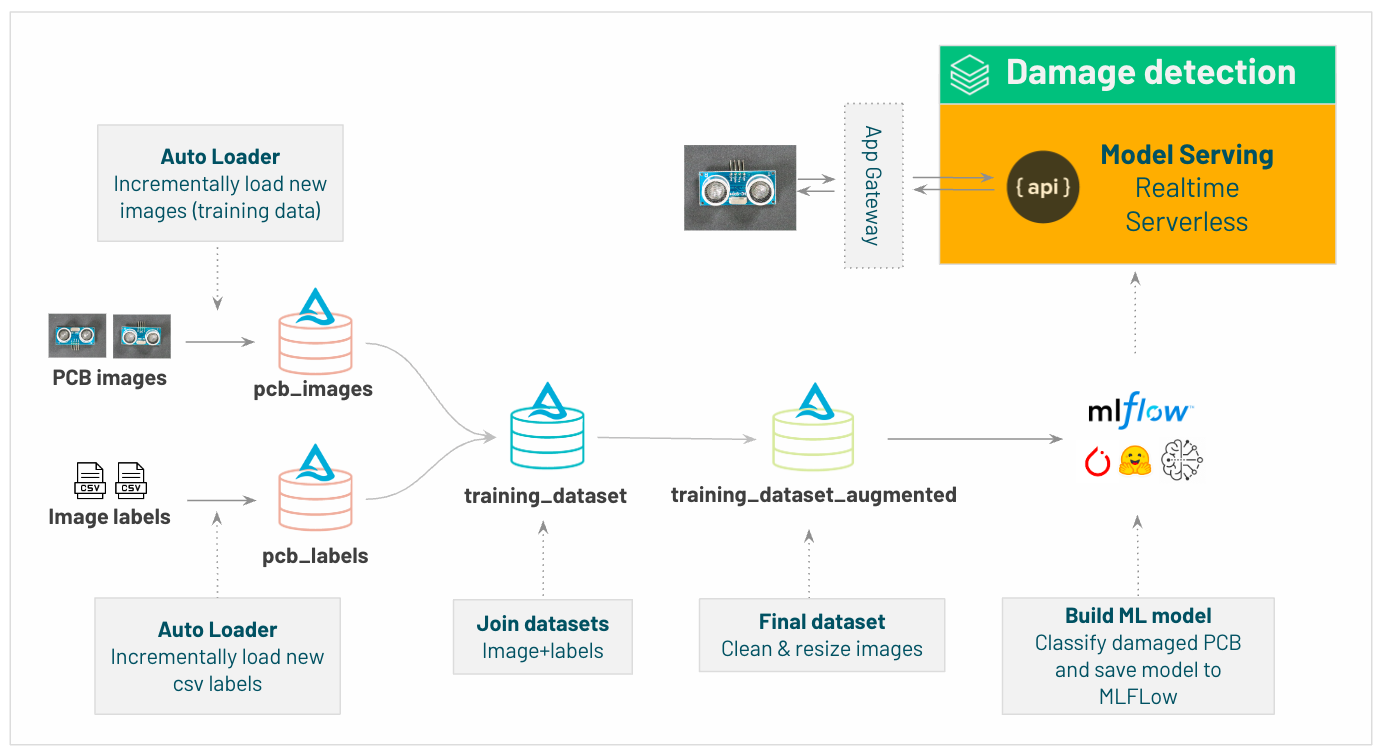 Damage detection
Model Serving
Realtime
Serverless
{ api }
App Gateway
Auto Loader
Incrementally load new
images (training data)
PCB images
pcb_images
CSV
CSV
Image labels
pcb_labels
training_dataset
training_dataset_augmented
mlflow™
Auto Loader
Incrementally load new
csv labels
Join datasets
Image+labels
Final dataset
Clean & resize images
Build ML model
Classify damaged PCB
and save model to
MLFLow